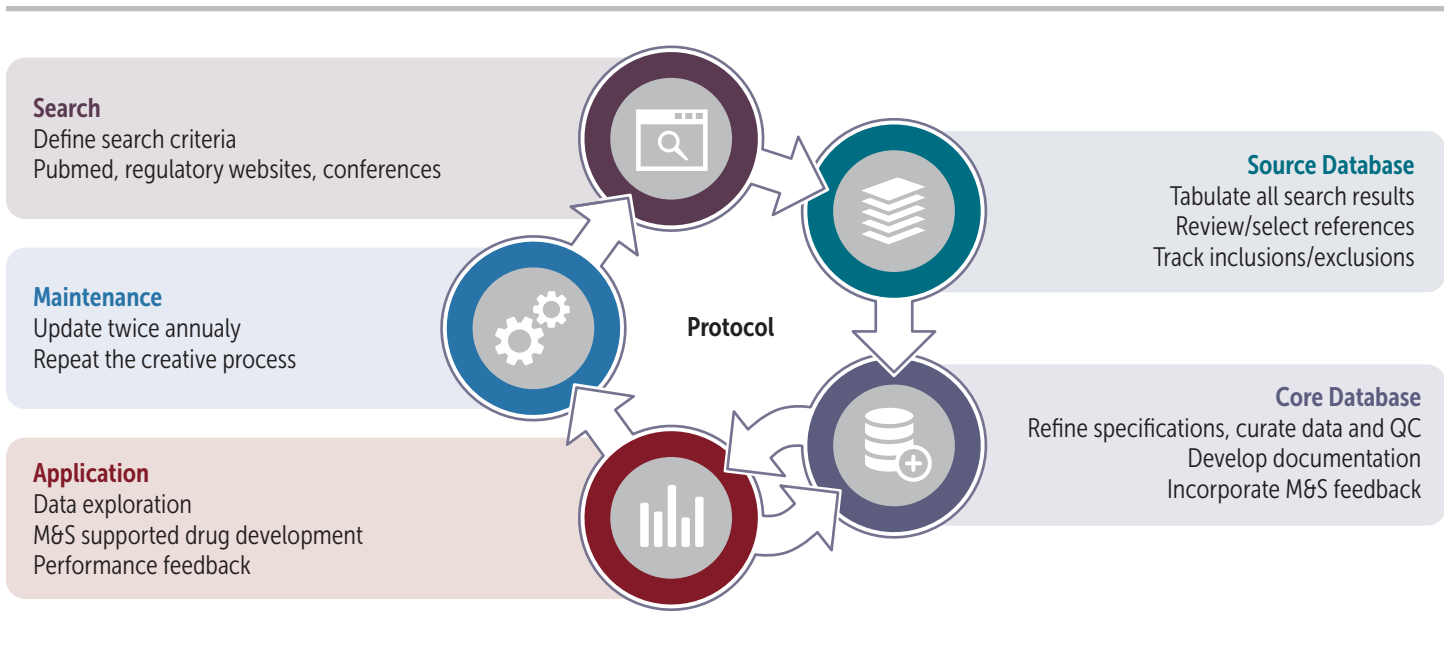 Search
Define search criteria
Pubmed, regulatory websites, conferences
Source Database
Tabulate all search results
Review/select references
Track inclusions/exclusions
Maintenance
Update twice annualy
Repeat the creative process
Protocol
Core Database
Refine specifications, curate data and QC
Develop documentation
Incorporate M&S feedback
Application
Data exploration
M&S supported drug development
Performance feedback